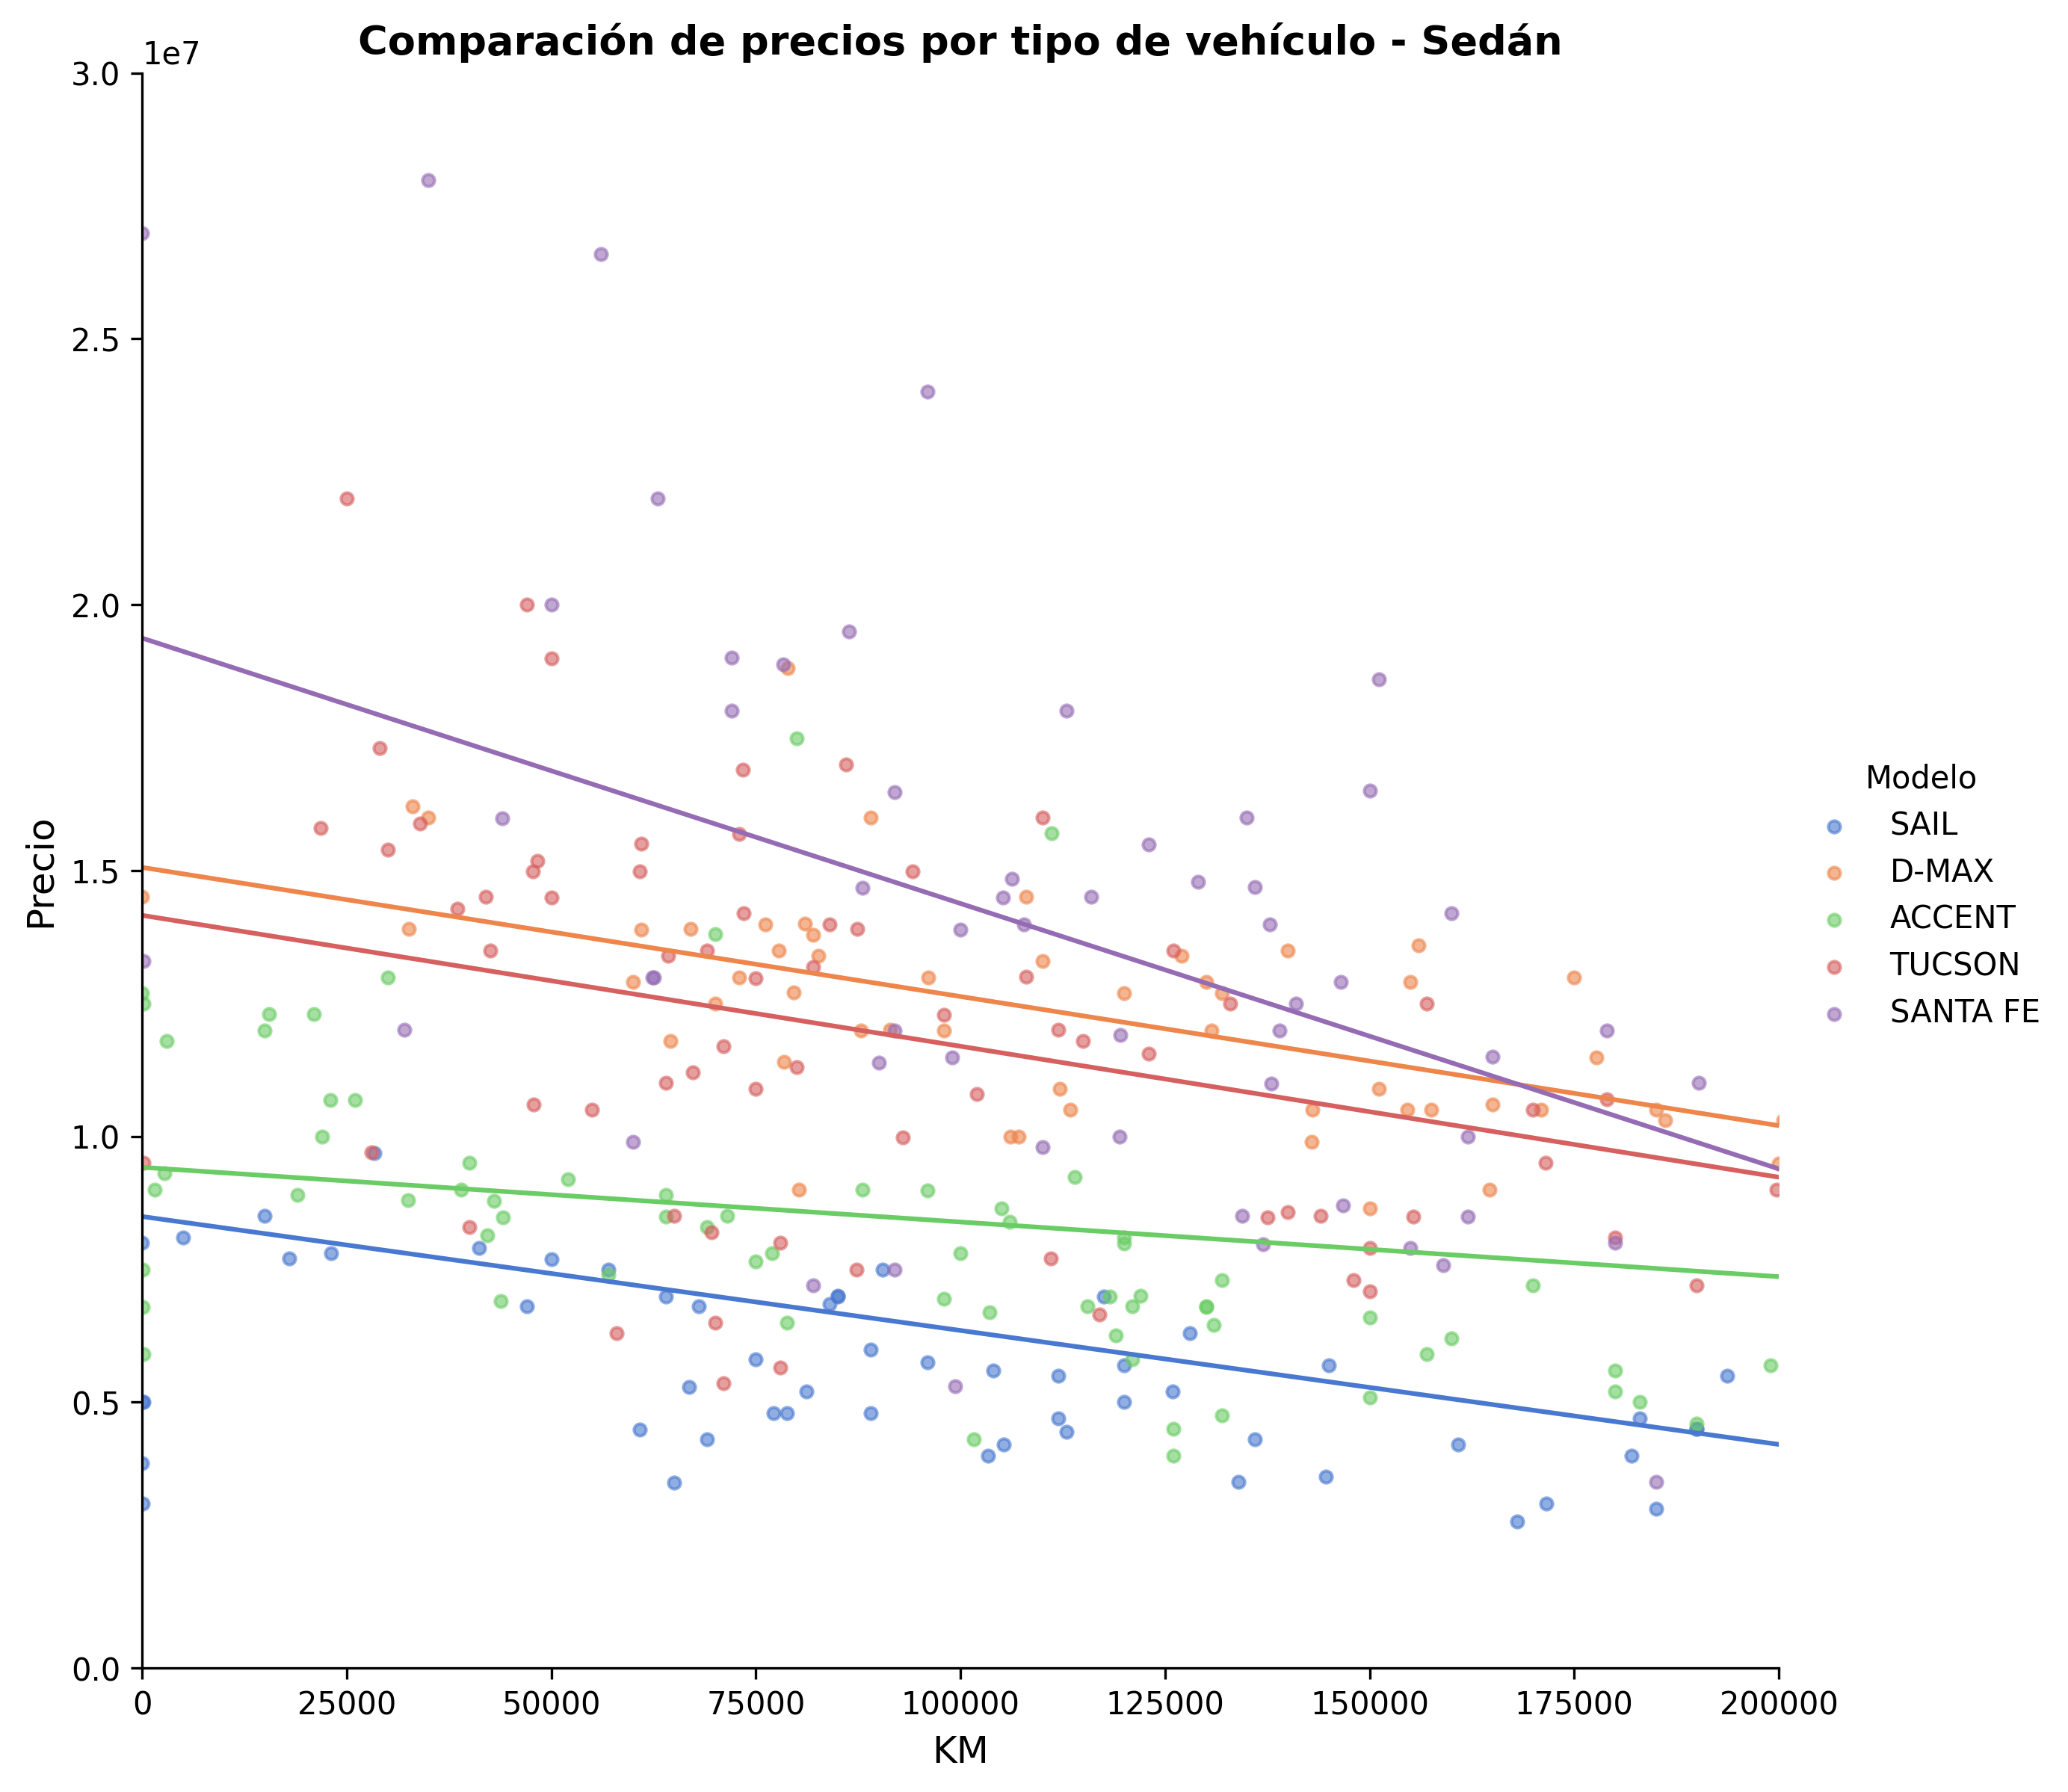 Comparación de precios por tipo de vehículo - Sedán
1e7
3.0
2.5
2.0
1.5
1.0
0.5
0.0
Precio
0
25000
50000
75000
100000
125000
150000
175000
200000
KM
Modelo
SAIL
D-MAX
ACCENT
TUCSON
SANTA FE